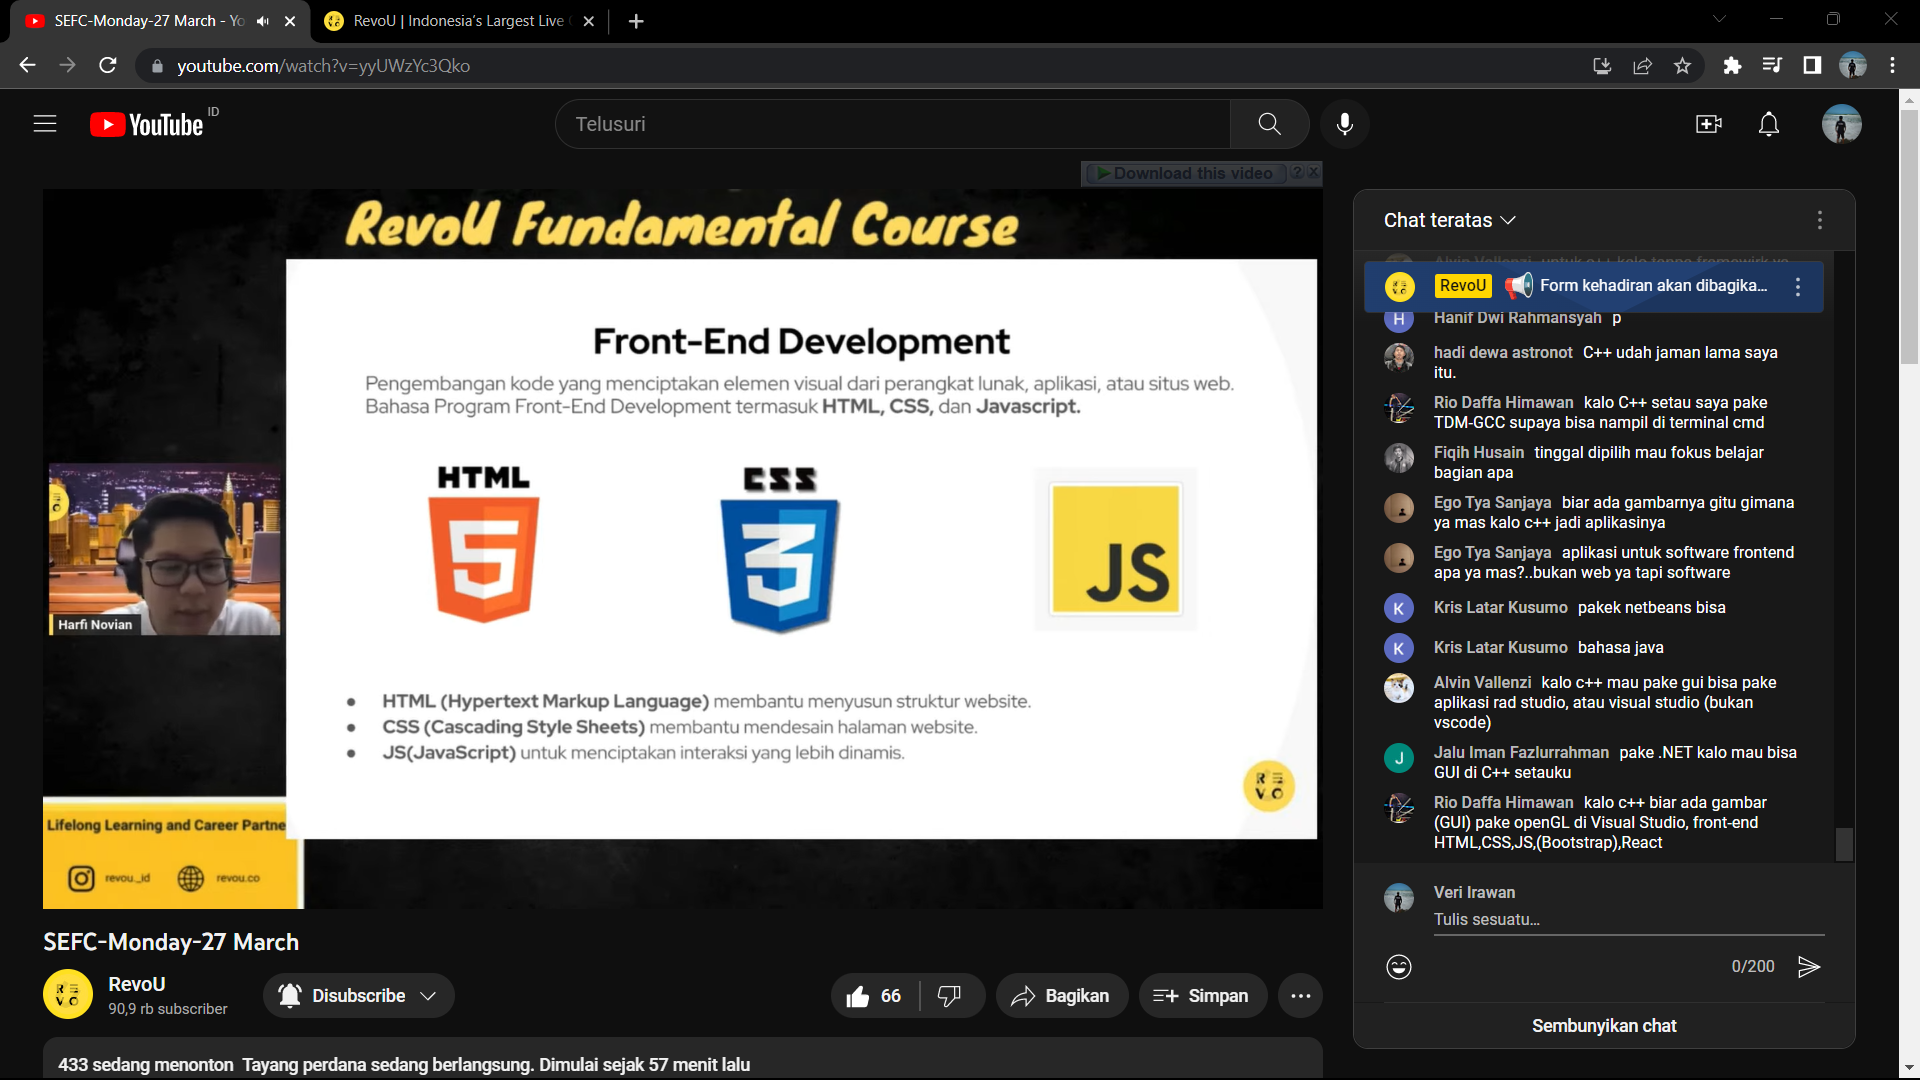 SEFC-Monday-27 March - Yo
RevoU | Indonesia's Largest Live
youtube.com/watch?v=yyUWzYc3Qko
YouTube ID
Telusuri
Download this video ? X
RevoU Fundamental Course
Front-End Development
Pengembangan kode yang menciptakan elemen visual dari perangkat lunak, aplikasi, atau situs web.
Bahasa Program Front-End Development termasuk HTML, CSS, dan Javascript.
HTML
5
CSS
3
JS
Harfi Novian
• HTML (Hypertext Markup Language) membantu menyusun struktur website.
• CSS (Cascading Style Sheets) membantu mendesain halaman website.
• JS(JavaScript) untuk menciptakan interaksi yang lebih dinamis.
Lifelong Learning and Career Partne
revou_id
revou.co
SEFC-Monday-27 March
RevoU
90,9 rb subscriber
Disubscribe
66
Bagikan
Simpan
433 sedang menonton Tayang perdana sedang berlangsung. Dimulai sejak 57 menit lalu
Chat teratas
RevoU Form kehadiran akan dibagika...
H Hanif Dwi Rahmansyah p
hadi dewa astronot C++ udah jaman lama saya
itu.
Rio Daffa Himawan kalo C++ setau saya pake
TDM-GCC supaya bisa nampil di terminal cmd
Fiqih Husain tinggal dipilih mau fokus belajar
bagian apa
Ego Tya Sanjaya biar ada gambarnya gitu gimana
ya mas kalo c++ jadi aplikasinya
Ego Tya Sanjaya aplikasi untuk software frontend
apa ya mas?..bukan web ya tapi software
K Kris Latar Kusumo pakek netbeans bisa
K Kris Latar Kusumo bahasa java
Alvin Vallenzi kalo c++ mau pake gui bisa pake
aplikasi rad studio, atau visual studio (bukan
vscode)
J Jalu Iman Fazlurrahman pake .NET kalo mau bisa
GUI di C++ setauku
Rio Daffa Himawan kalo c++ biar ada gambar
(GUI) pake openGL di Visual Studio, front-end
HTML,CSS,JS,(Bootstrap),React
Veri Irawan
Tulis sesuatu...
0/200
Sembunyikan chat